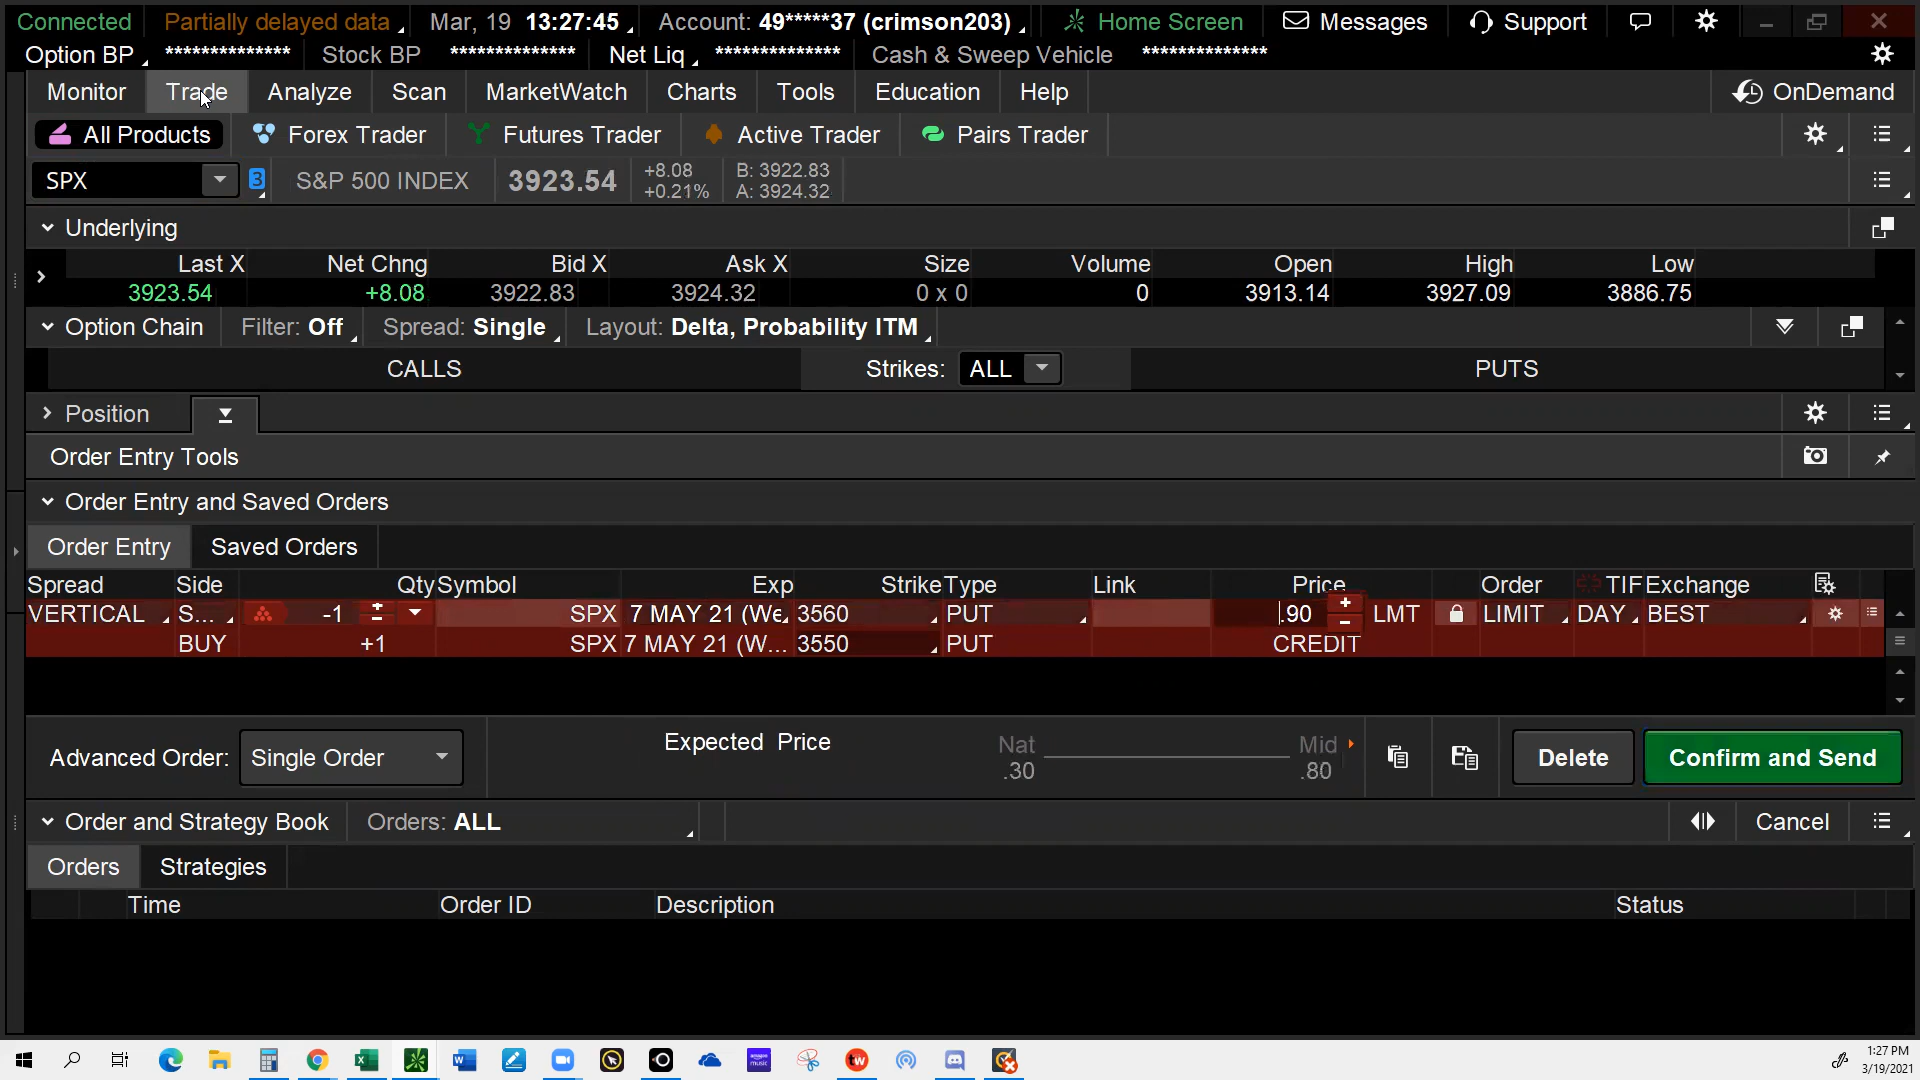 Connected Partially delayed data Mar, 19 13:27:45 Account: 49*****37 (crimson203) Home Screen Messages Support
Option BP ************** Stock BP ************** Net Liq ************** Cash & Sweep Vehicle **************
Monitor Trade Analyze Scan MarketWatch Charts Tools Education Help OnDemand
All Products Forex Trader Futures Trader Active Trader Pairs Trader
SPX 3 S&P 500 INDEX 3923.54 +8.08 B: 3922.83
+0.21% A: 3924.32
Underlying
Last X Net Chng Bid X Ask X Size Volume Open High Low
3923.54 +8.08 3922.83 3924.32 0 x 0 0 3913.14 3927.09 3886.75
Option Chain Filter: Off Spread: Single Layout: Delta, Probability ITM
CALLS Strikes: ALL PUTS
Position
Order Entry Tools
Order Entry and Saved Orders
Order Entry Saved Orders
Spread Side Qty Symbol Exp Strike Type Link Price Order TIF Exchange
VERTICAL S... -1 SPX 7 MAY 21 (We 3560 PUT .90 LMT LIMIT DAY BEST
BUY +1 SPX 7 MAY 21 (W... 3550 PUT CREDIT
Advanced Order: Single Order Expected Price Nat Mid Delete Confirm and Send
.30 .80
Order and Strategy Book Orders: ALL Cancel
Orders Strategies
Time Order ID Description Status
1:27 PM
3/19/2021